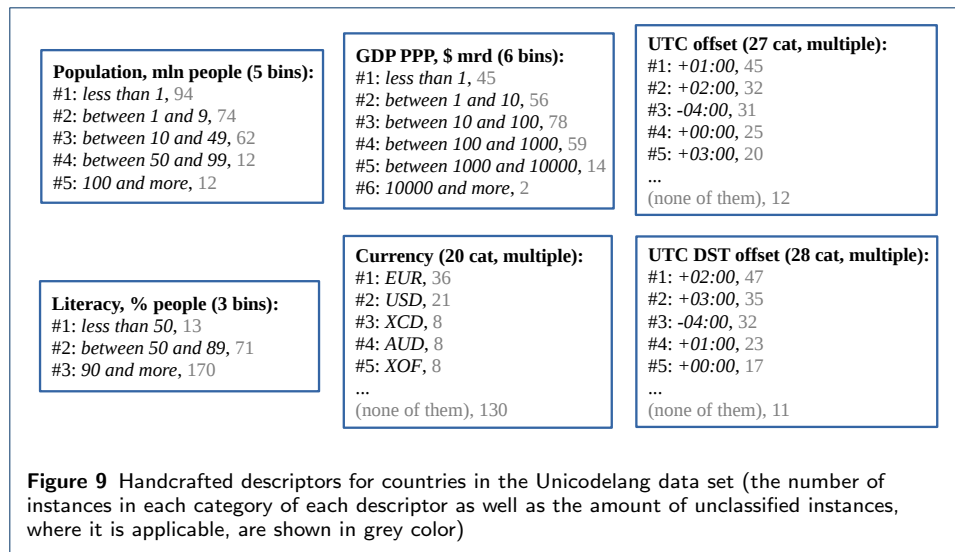 Population, mln people (5 bins):
#1: less than 1, 94
#2: between 1 and 9, 74
#3: between 10 and 49, 62
#4: between 50 and 99, 12
#5: 100 and more, 12
GDP PPP, $ mrd (6 bins):
#1: less than 1, 45
#2: between 1 and 10, 56
#3: between 10 and 100, 78
#4: between 100 and 1000, 59
#5: between 1000 and 10000, 14
#6: 10000 and more, 2
UTC offset (27 cat, multiple):
#1: +01:00, 45
#2: +02:00, 32
#3: -04:00, 31
#4: +00:00, 25
#5: +03:00, 20
...
(none of them), 12
Literacy, % people (3 bins):
#1: less than 50, 13
#2: between 50 and 89, 71
#3: 90 and more, 170
Currency (20 cat, multiple):
#1: EUR, 36
#2: USD, 21
#3: XCD, 8
#4: AUD, 8
#5: XOF, 8
...
(none of them), 130
UTC DST offset (28 cat, multiple):
#1: +02:00, 47
#2: +03:00, 35
#3: -04:00, 32
#4: +01:00, 23
#5: +00:00, 17
...
(none of them), 11
Figure 9 Handcrafted descriptors for countries in the Unicodelang data set (the number of
instances in each category of each descriptor as well as the amount of unclassified instances,
where it is applicable, are shown in grey color)